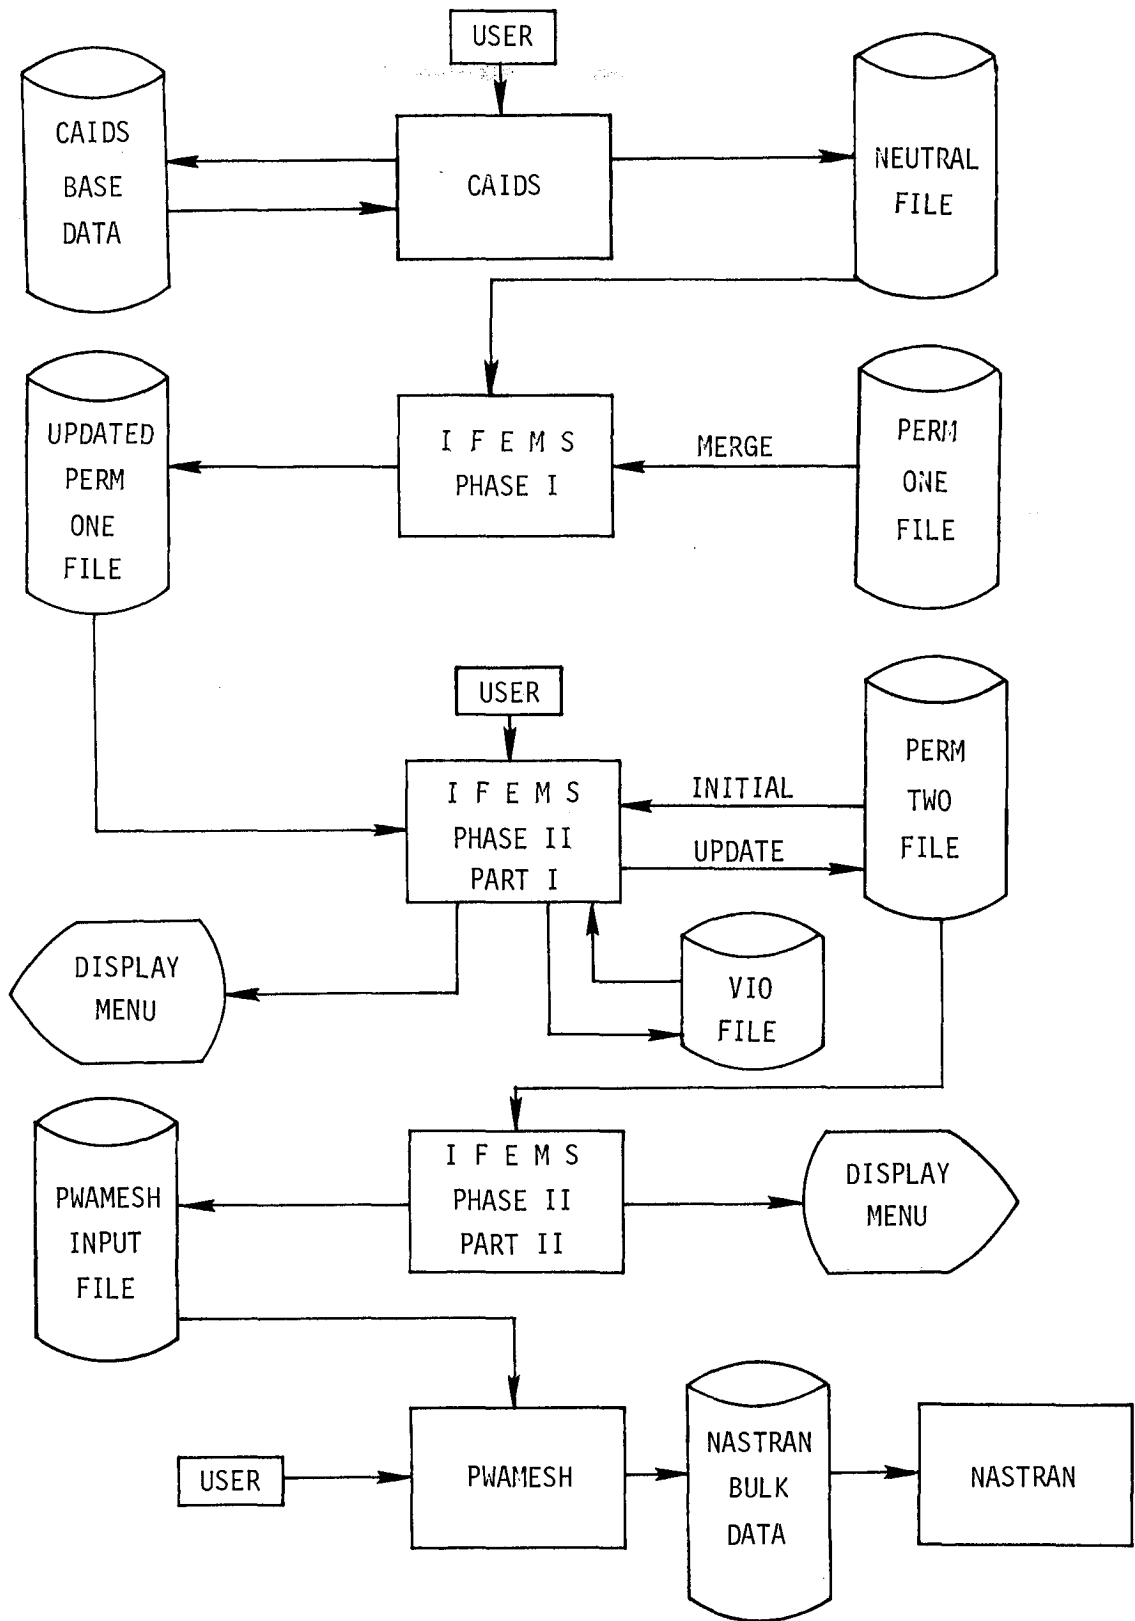 USER
CAIDS
BASE
DATA
CAIDS
NEUTRAL
FILE
UPDATED
PERM
ONE
FILE
I F E M S
PHASE I
MERGE
PERM
ONE
FILE
USER
I F E M S
PHASE II
PART I
INITIAL
UPDATE
PERM
TWO
FILE
DISPLAY
MENU
VIO
FILE
PWAMESH
INPUT
FILE
I F E M S
PHASE II
PART II
DISPLAY
MENU
USER
PWAMESH
NASTRAN
BULK
DATA
NASTRAN